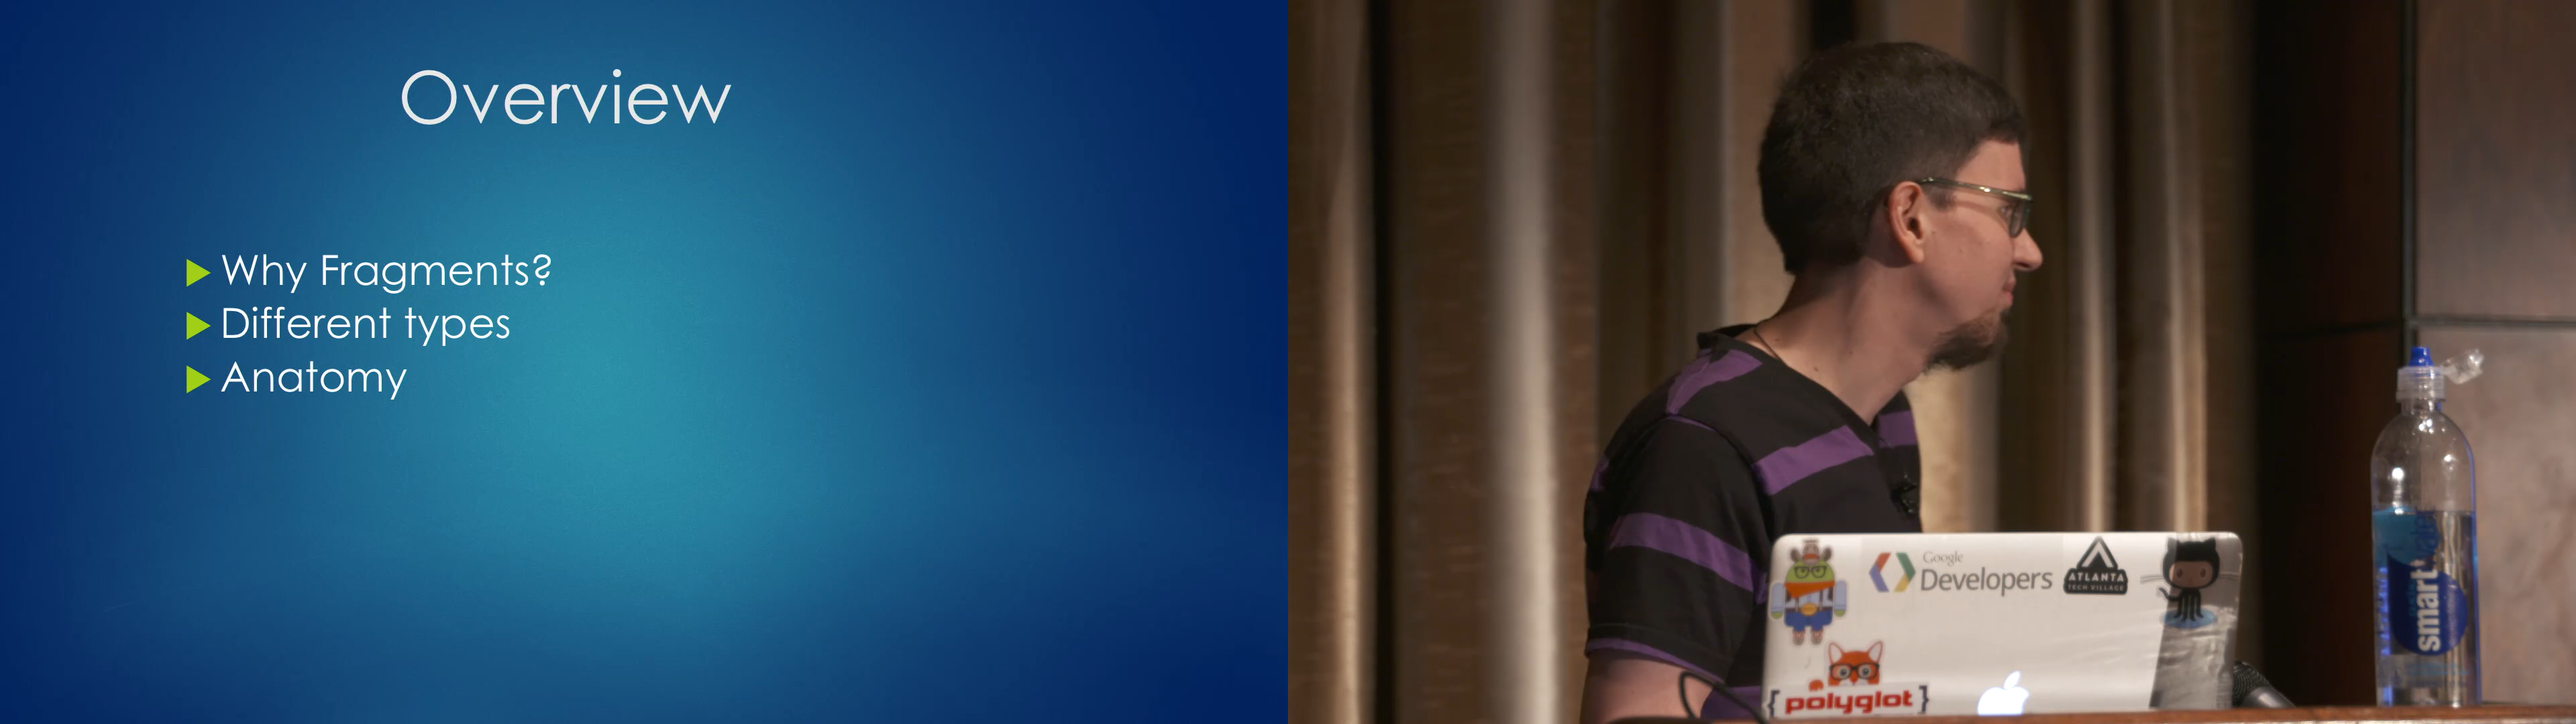 Overview
Why Fragments?
Different types
Anatomy
Google
Developers
ATLANTA
TECH VILLAGE
{ polyglot }
smart